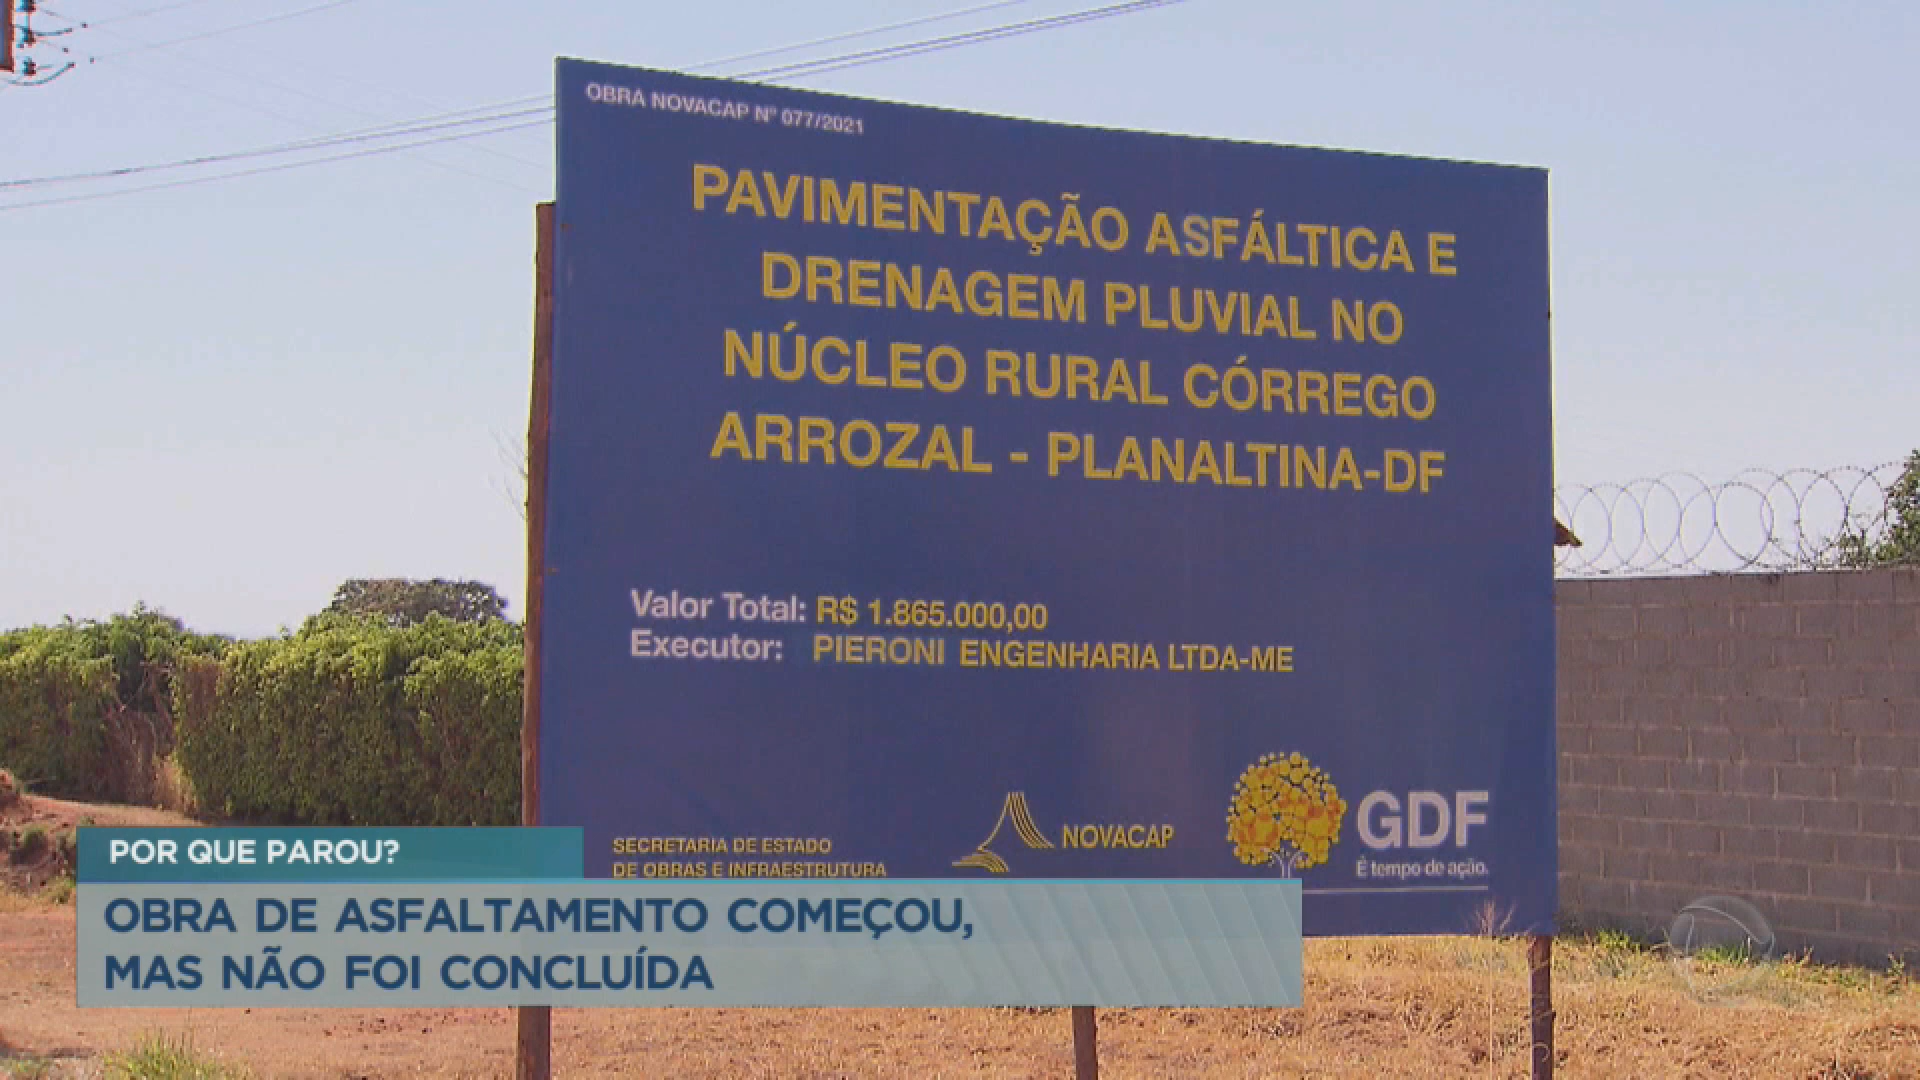 OBRA NOVACAP Nº 077/2021
PAVIMENTAÇÃO ASFÁLTICA E
DRENAGEM PLUVIAL NO
NÚCLEO RURAL CÓRREGO
ARROZAL - PLANALTINA-DF
Valor Total: R$ 1.865.000,00
Executor: PIERONI ENGENHARIA LTDA-ME
SECRETARIA DE ESTADO
DE OBRAS E INFRAESTRUTURA
NOVACAP
GDF
É tempo de ação.
POR QUE PAROU?
OBRA DE ASFALTAMENTO COMEÇOU,
MAS NÃO FOI CONCLUÍDA